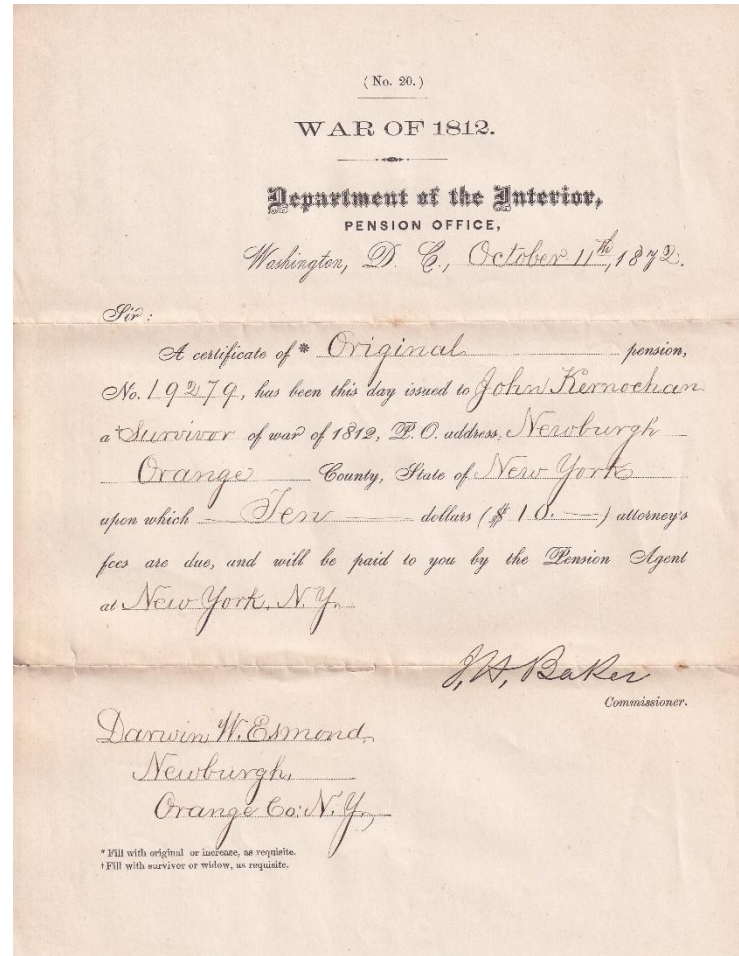 ( No. 20. )
WAR OF 1812.
Department of the Interior,
PENSION OFFICE,
Washington, D. C., October 11th, 1872.
Sir:
A certificate of * Original pension,
No. 19279, has been this day issued to John Kernochan
a † Survivor of war of 1812, P. O. address, Newburgh
Orange County, State of New York
upon which — Ten — dollars ($ 10. —) attorney's
fees are due, and will be paid to you by the Pension Agent
at New York, N.Y.
J. H. Baker
Commissioner.
Darwin W. Esmond,
Newburgh,
Orange Co: N. Y.,
* Fill with original or increase, as requisite.
† Fill with survivor or widow, as requisite.